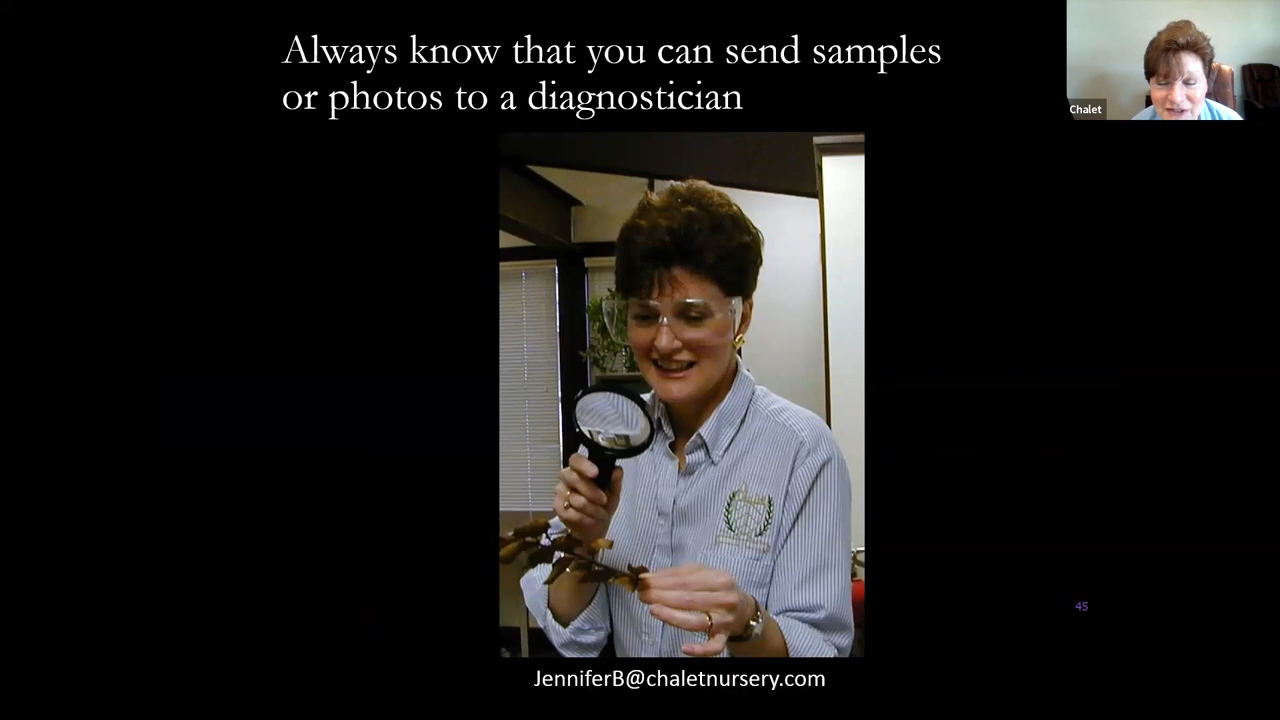 Always know that you can send samples
or photos to a diagnostician
Chalet
45
JenniferB@chaletnursery.com